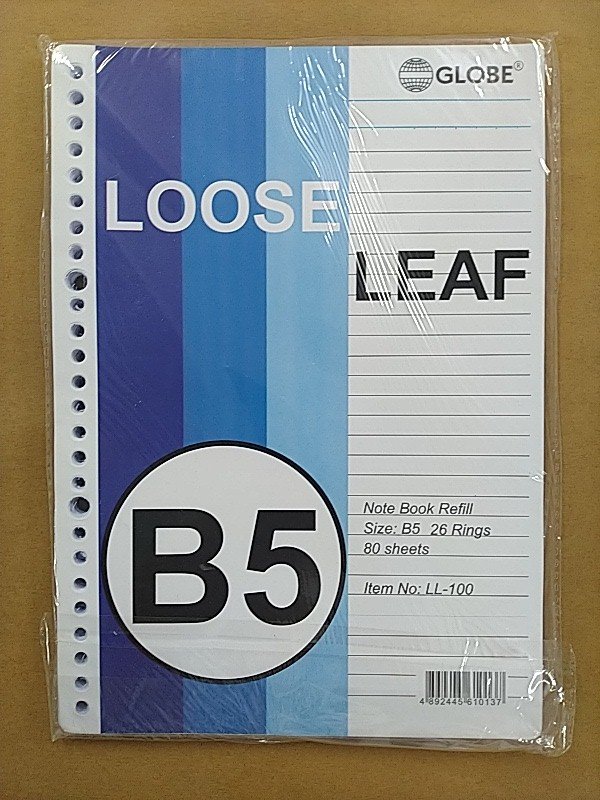 GLOBE®
LOOSE
LEAF
B5
Note Book Refill
Size: B5 26 Rings
80 sheets
Item No: LL-100
4 892445 610137